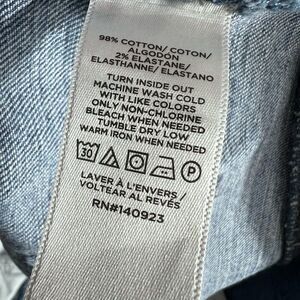 98% COTTON/ COTON/
ALGODON
2% ELASTANE/
ELASTHANNE/ ELASTANO
TURN INSIDE OUT
MACHINE WASH COLD
WITH LIKE COLORS
ONLY NON-CHLORINE
BLEACH WHEN NEEDED
TUMBLE DRY LOW
WARM IRON WHEN NEEDED
30
P
LAVER À L'ENVERS /
VOLTEAR AL REVÉS
RN#140923